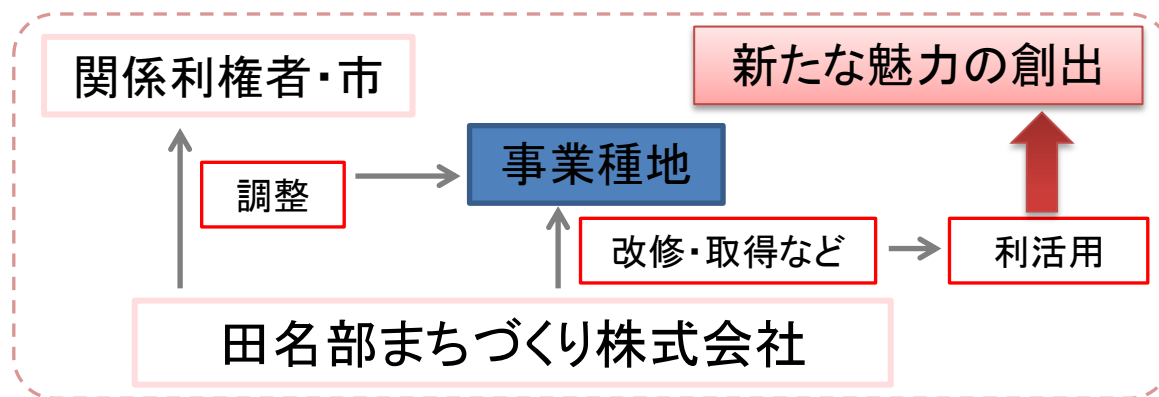 関係利権者・市
新たな魅力の創出
事業種地
調整
改修・取得など
利活用
田名部まちづくり株式会社